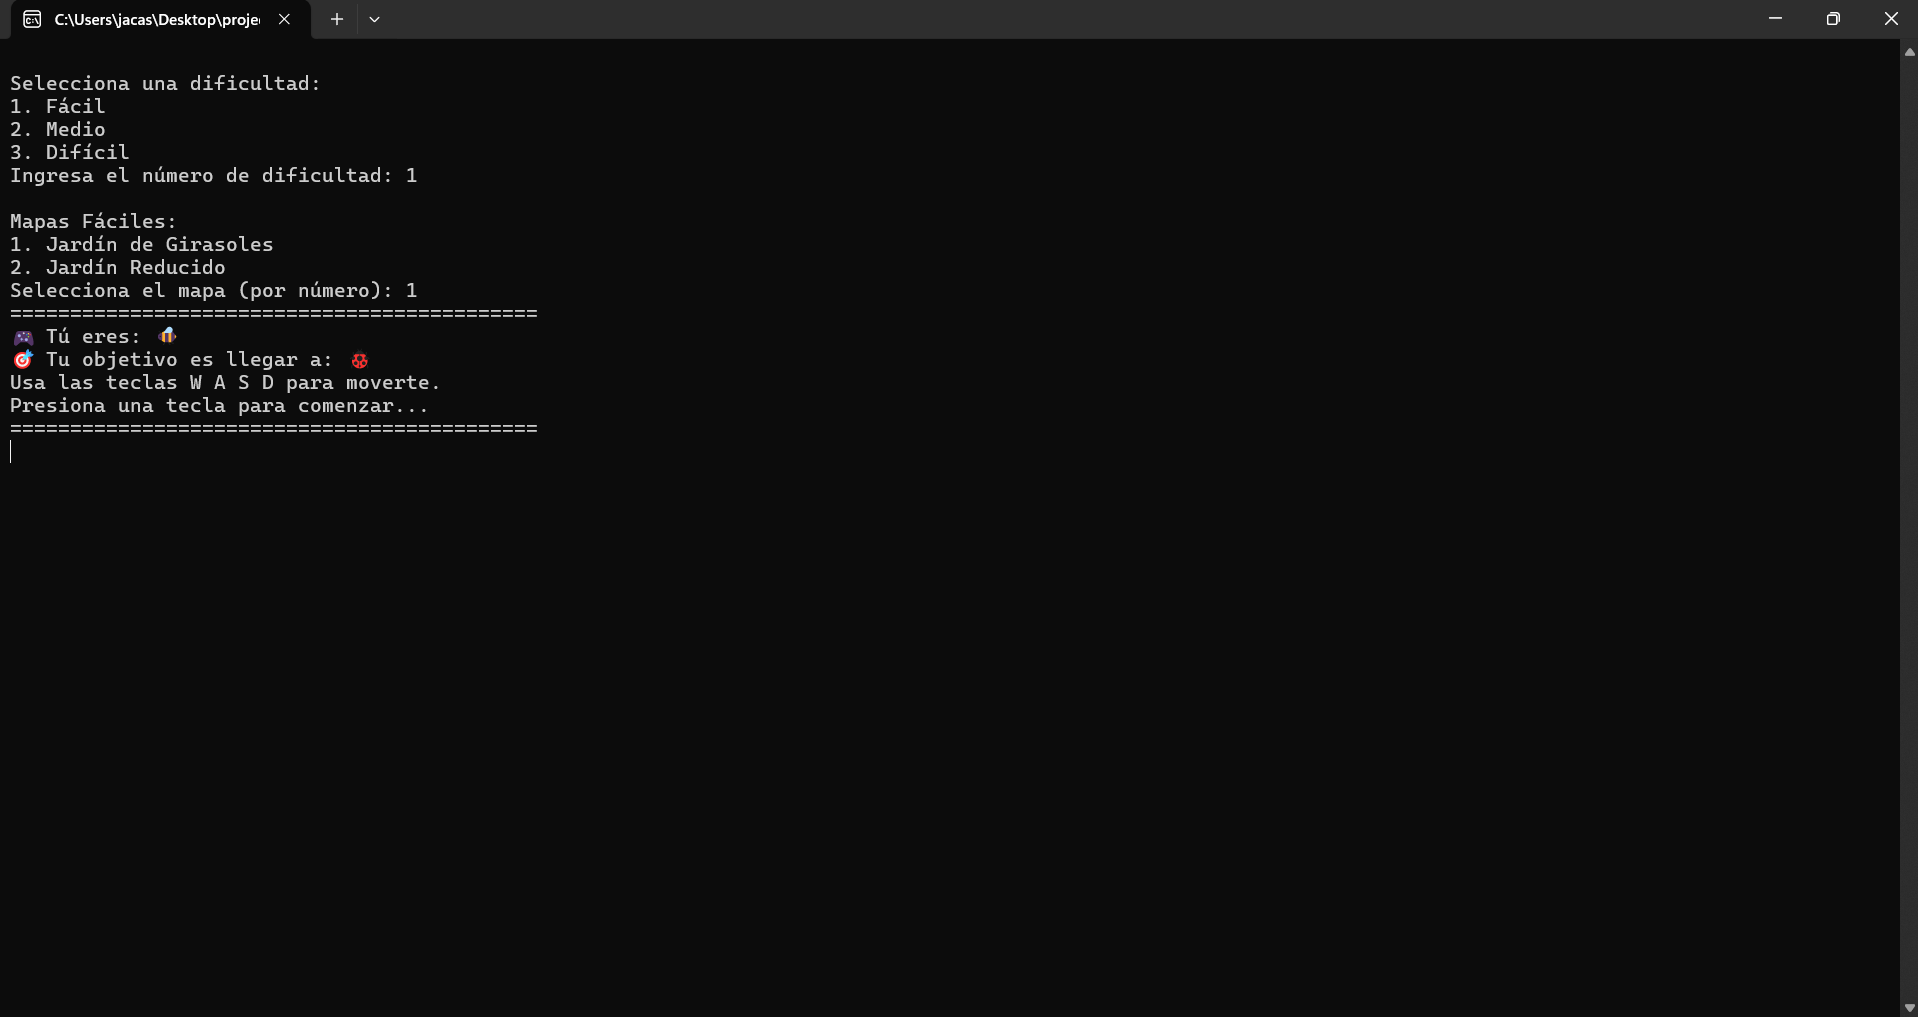 C:\Users\jacas\Desktop\proje
Selecciona una dificultad:
1. Fácil
2. Medio
3. Difícil
Ingresa el número de dificultad: 1
Mapas Fáciles:
1. Jardín de Girasoles
2. Jardín Reducido
Selecciona el mapa (por número): 1
============================================
🎮 Tú eres: 🐝
🎯 Tu objetivo es llegar a: 🐞
Usa las teclas W A S D para moverte.
Presiona una tecla para comenzar...
============================================